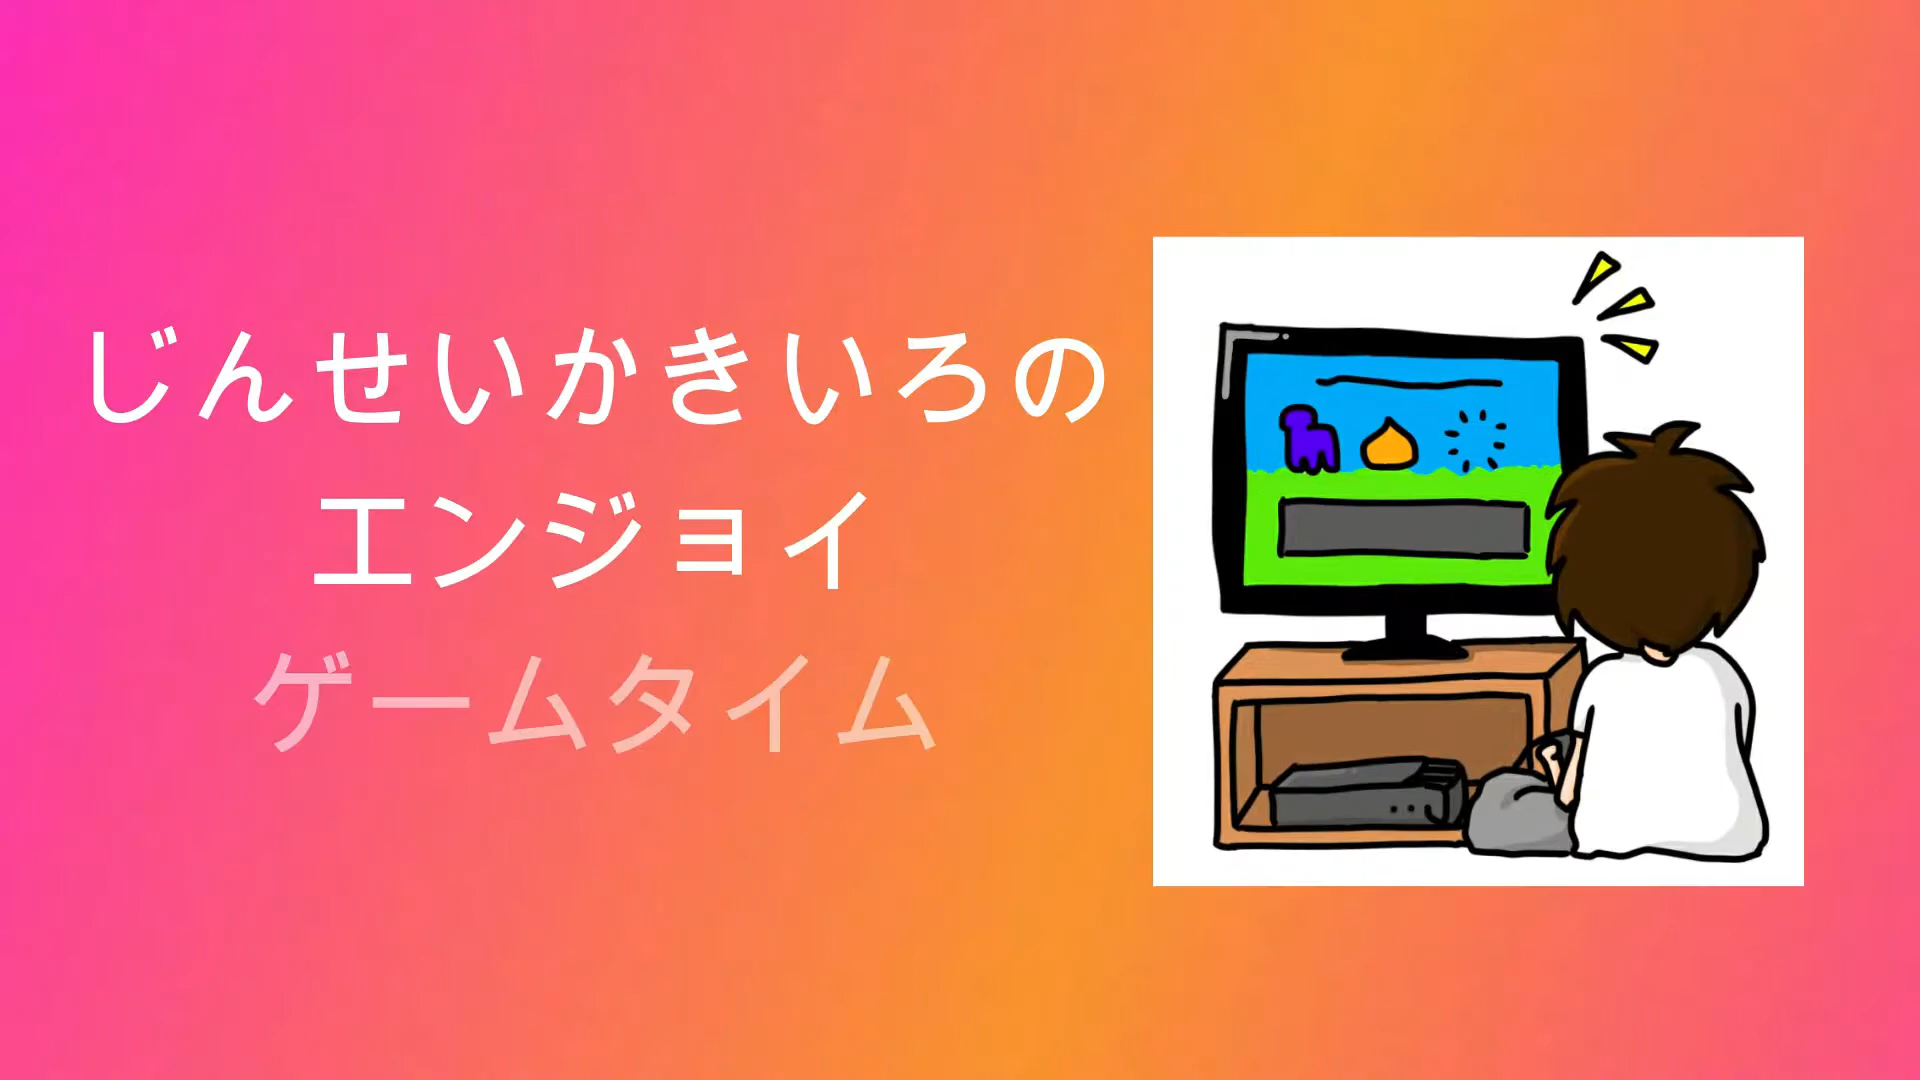 じんせいかきいろの
エンジョイ
ゲームタイム